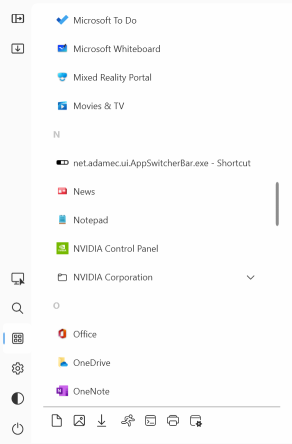 Microsoft To Do
Microsoft Whiteboard
Mixed Reality Portal
Movies & TV
N
net.adamec.ui.AppSwitcherBar.exe - Shortcut
News
Notepad
NVIDIA Control Panel
NVIDIA Corporation
O
Office
OneDrive
OneNote